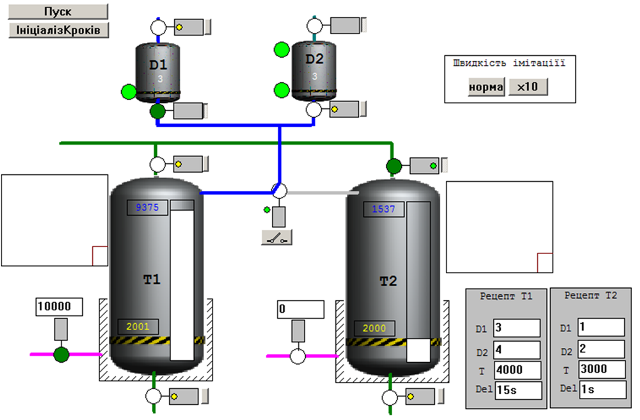 Пуск
ІніціалізКроків
D1
3
D2
3
Швидкість імітаціїї
норма x10
9375
T1
2001
1537
T2
2000
10000
0
Рецепт T1
D1 3
D2 4
T 4000
Del 15s
Рецепт T2
D1 1
D2 2
T 3000
Del 1s